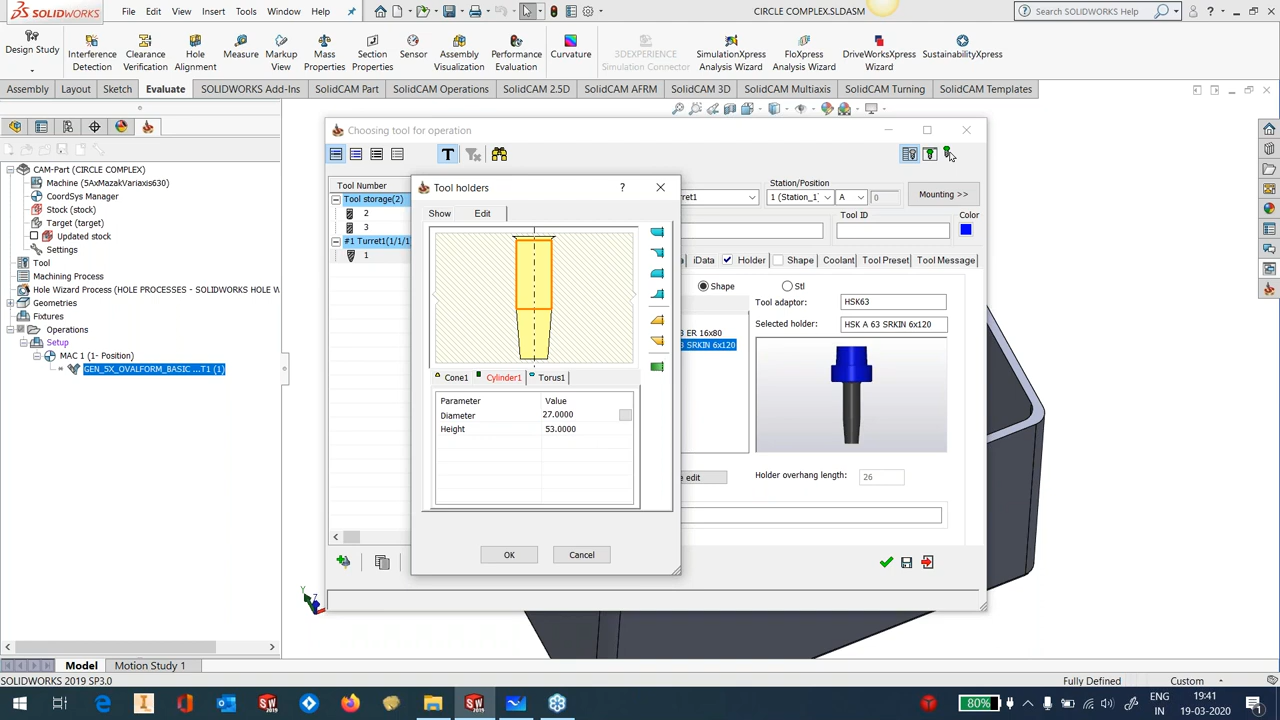 SOLIDWORKS File Edit View Insert Tools Window Help CIRCLE COMPLEX.SLDASM Search SOLIDWORKS Help
Design Study Interference Detection Clearance Verification Hole Alignment Measure Markup View Mass Properties Section Properties Sensor Assembly Visualization Performance Evaluation Curvature 3DEXPERIENCE Simulation Connector SimulationXpress Analysis Wizard FloXpress Analysis Wizard DriveWorksXpress Wizard SustainabilityXpress
Assembly Layout Sketch Evaluate SOLIDWORKS Add-Ins SolidCAM Part SolidCAM Operations SolidCAM 2.5D SolidCAM AFRM SolidCAM 3D SolidCAM Multiaxis SolidCAM Turning SolidCAM Templates
CAM-Part (CIRCLE COMPLEX)
Machine (5AxMazakVariaxis630)
CoordSys Manager
Stock (stock)
Target (target)
Updated stock
Settings
Tool
Machining Process
Hole Wizard Process (HOLE PROCESSES - SOLIDWORKS HOLE W
Geometries
Fixtures
Operations
Setup
MAC 1 (1- Position)
GEN_5X_OVALFORM_BASIC ...T1 (1)
Choosing tool for operation
T
Tool Number
Tool storage(2)
2
3
#1 Turret1(1/1/1
1
Station/Position
1 (Station_1) A 0
Mounting >>
Tool ID
Color
iData Holder Shape Coolant Tool Preset Tool Message
Shape Stl
Tool adaptor: HSK63
Selected holder: HSK A 63 SRKIN 6x120
3 ER 16x80
3 SRKIN 6x120
e edit
Holder overhang length: 26
Tool holders
?
Show Edit
Cone1 Cylinder1 Torus1
Parameter Value
Diameter 27.0000
Height 53.0000
OK Cancel
Y
Z
Model Motion Study 1
SOLIDWORKS 2019 SP3.0 Fully Defined Custom
80% ENG IN 19:41 19-03-2020